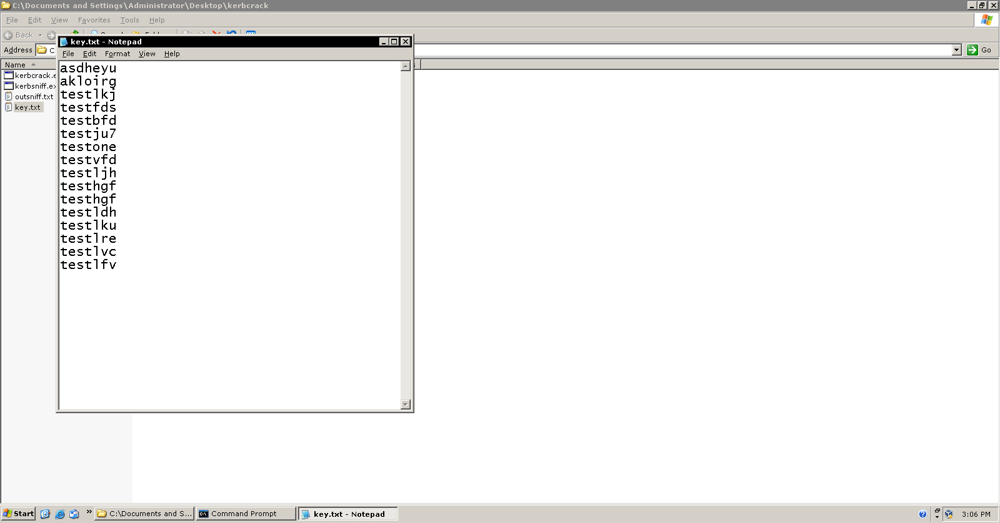 C:\Documents and Settings\Administrator\Desktop\kerbcrack
File Edit View Favorites Tools Help
Back
key.txt - Notepad
Address
Go
File Edit Format View Help
Name
asdheyu
akloirg
testlkj
testfds
testbfd
testju7
testone
testvfd
testljh
testhgf
testhgf
testldh
testlku
testlre
testlvc
testlfv
kerbcrack.e
kerbsniff.ex
outsniff.txt
key.txt
Start
C:\Documents and S...
Command Prompt
key.txt - Notepad
3:06 PM